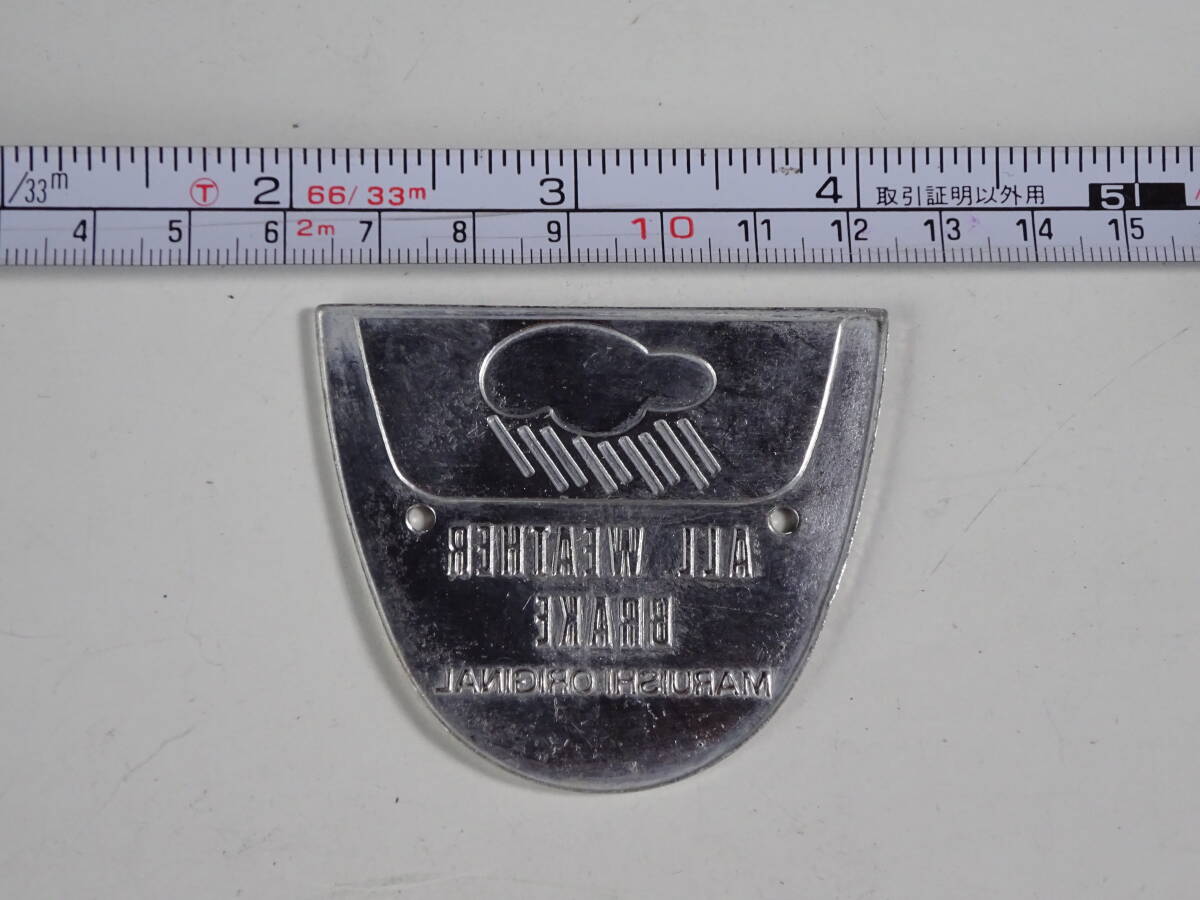 /33m Ⓣ 2 66/33m 3 4 取引証明以外用 5
4 5 6 2m 7 8 9 10 11 12 13 14 15
ALL WEATHER
BRAKE
MARUISHI ORIGINAL